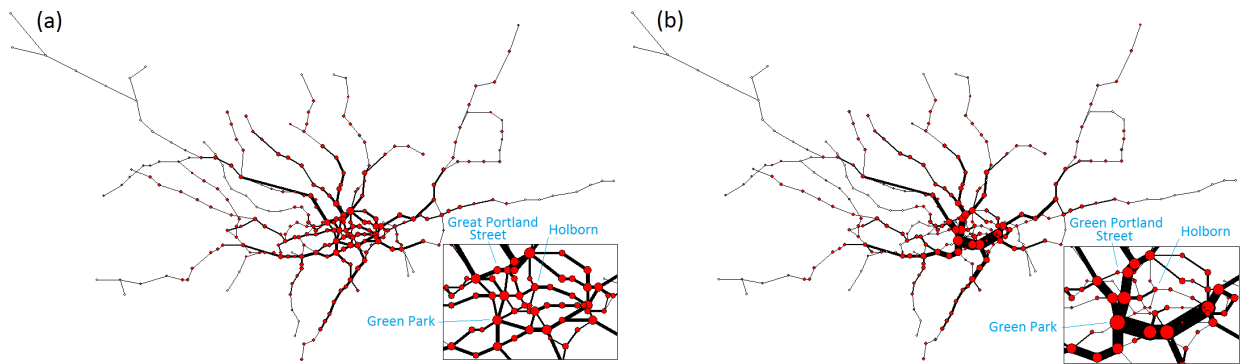 (a)
Great Portland
Street
Holborn
Green Park
(b)
Green Portland
Street
Holborn
Green Park